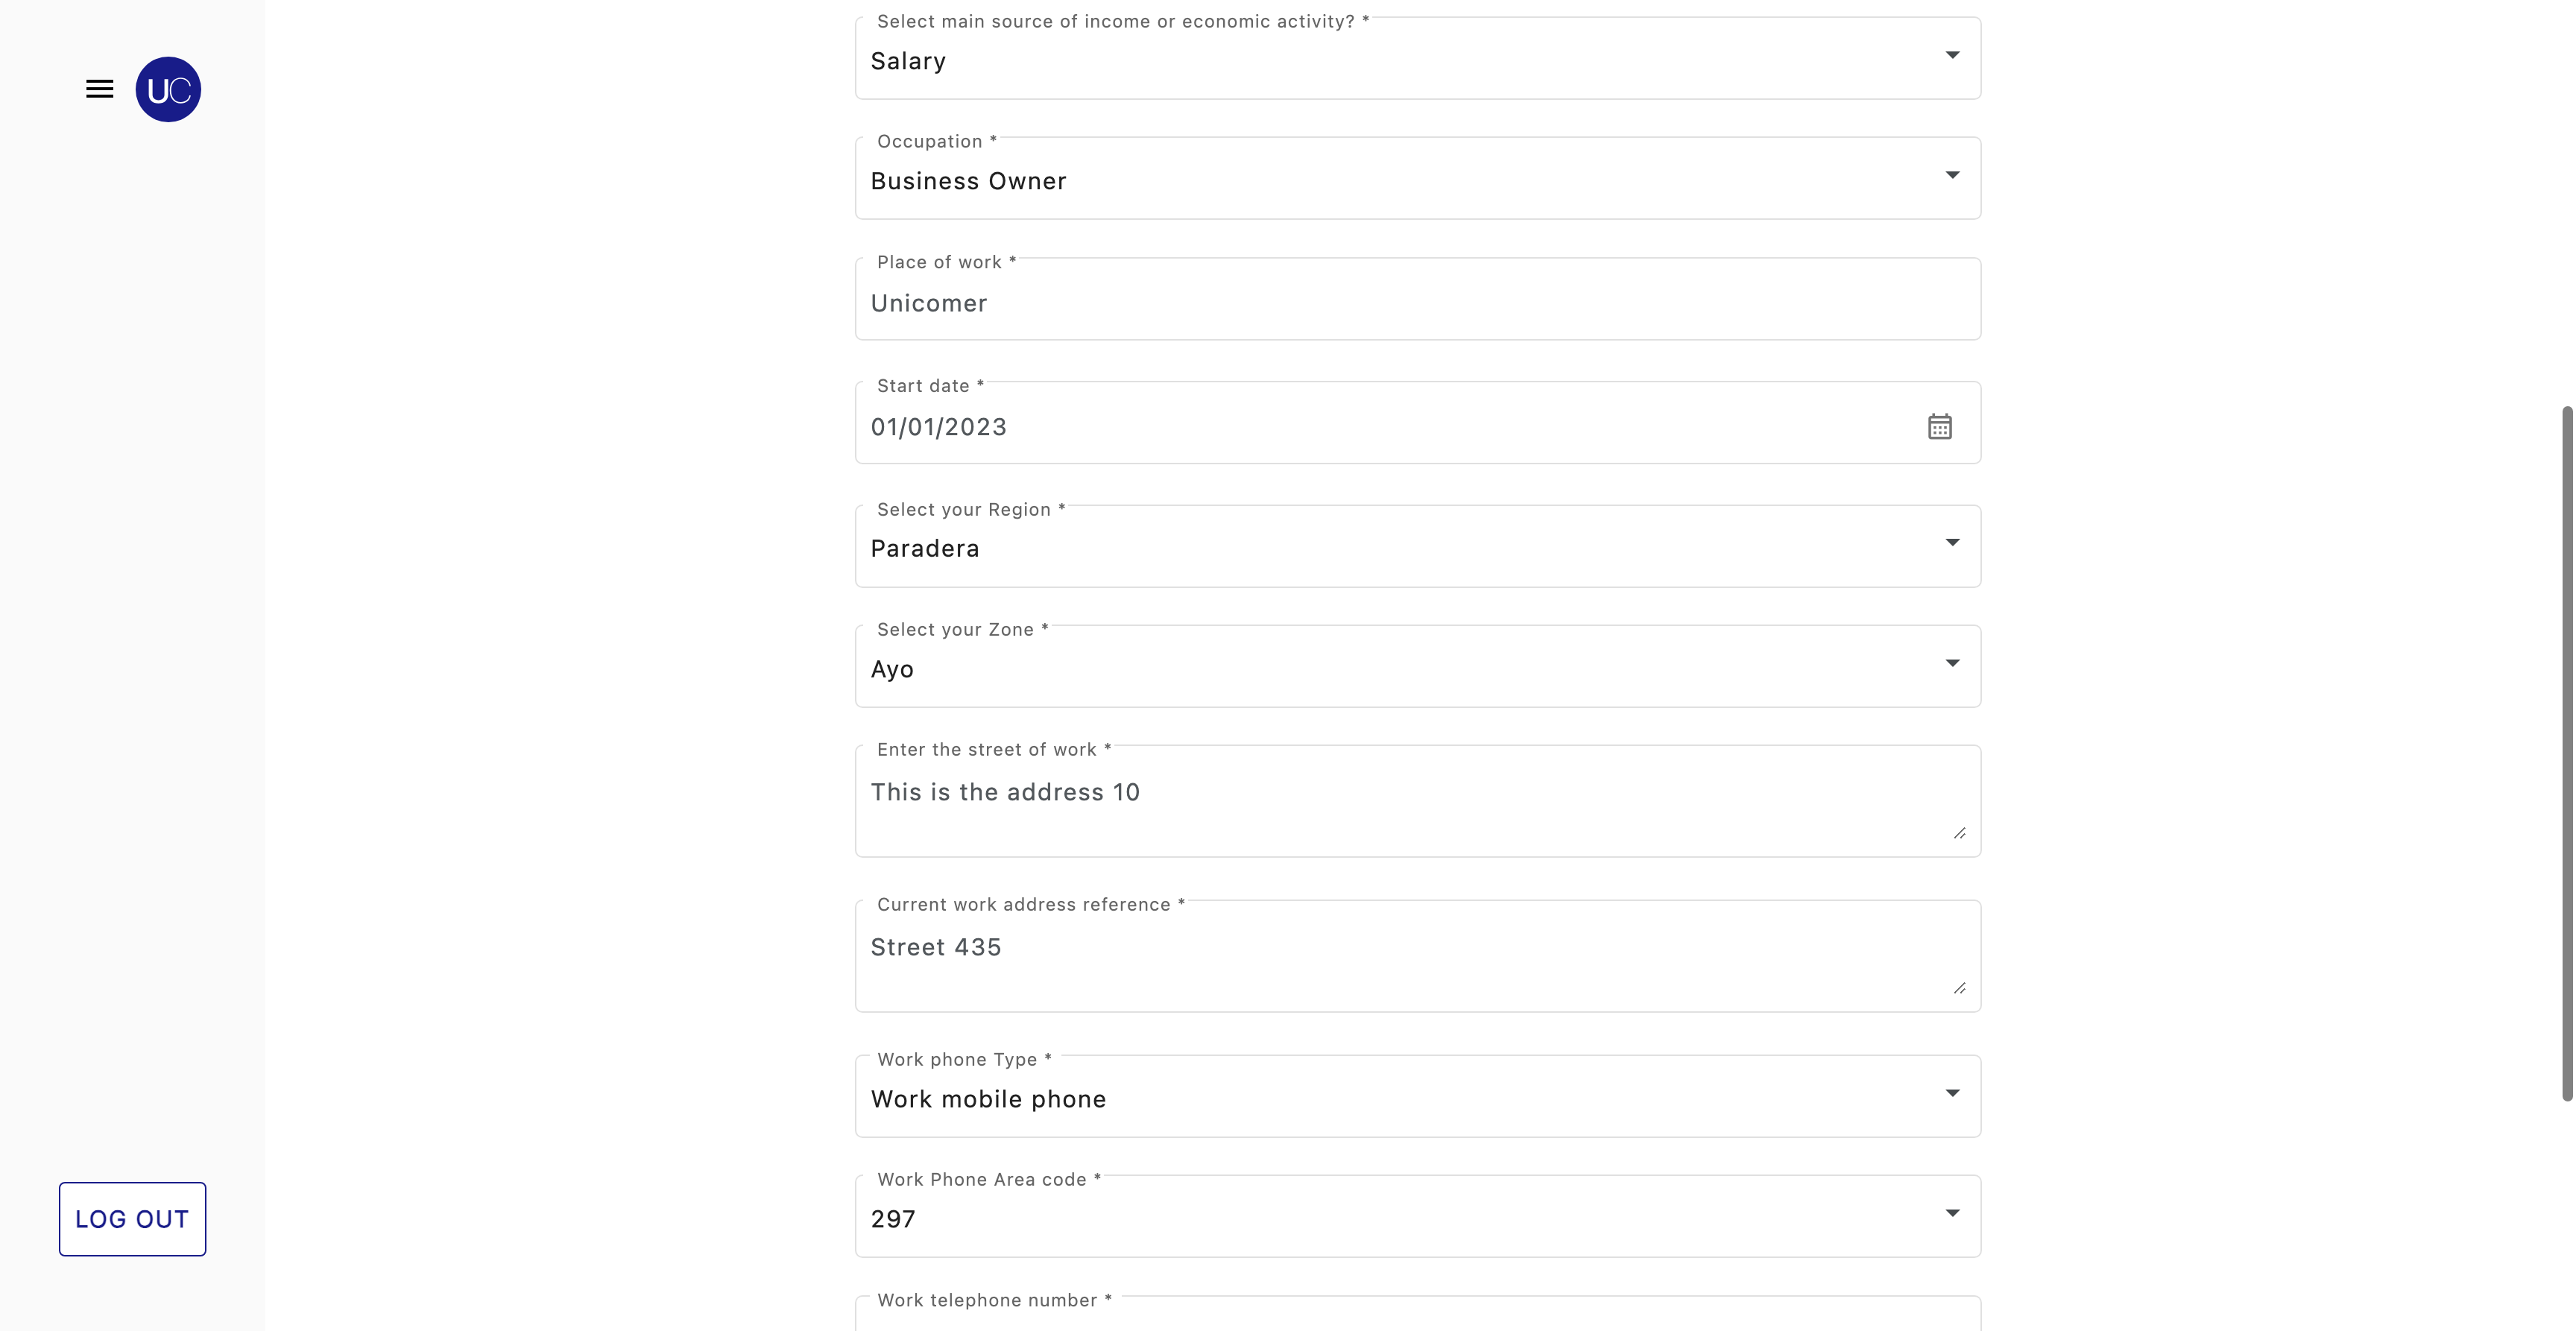 Select main source of income or economic activity? *
Salary
UC
Occupation *
Business Owner
Place of work *
Unicomer
Start date *
01/01/2023
Select your Region *
Paradera
Select your Zone *
Ayo
Enter the street of work *
This is the address 10
Current work address reference *
Street 435
Work phone Type *
Work mobile phone
Work Phone Area code *
297
LOG OUT
Work telephone number *